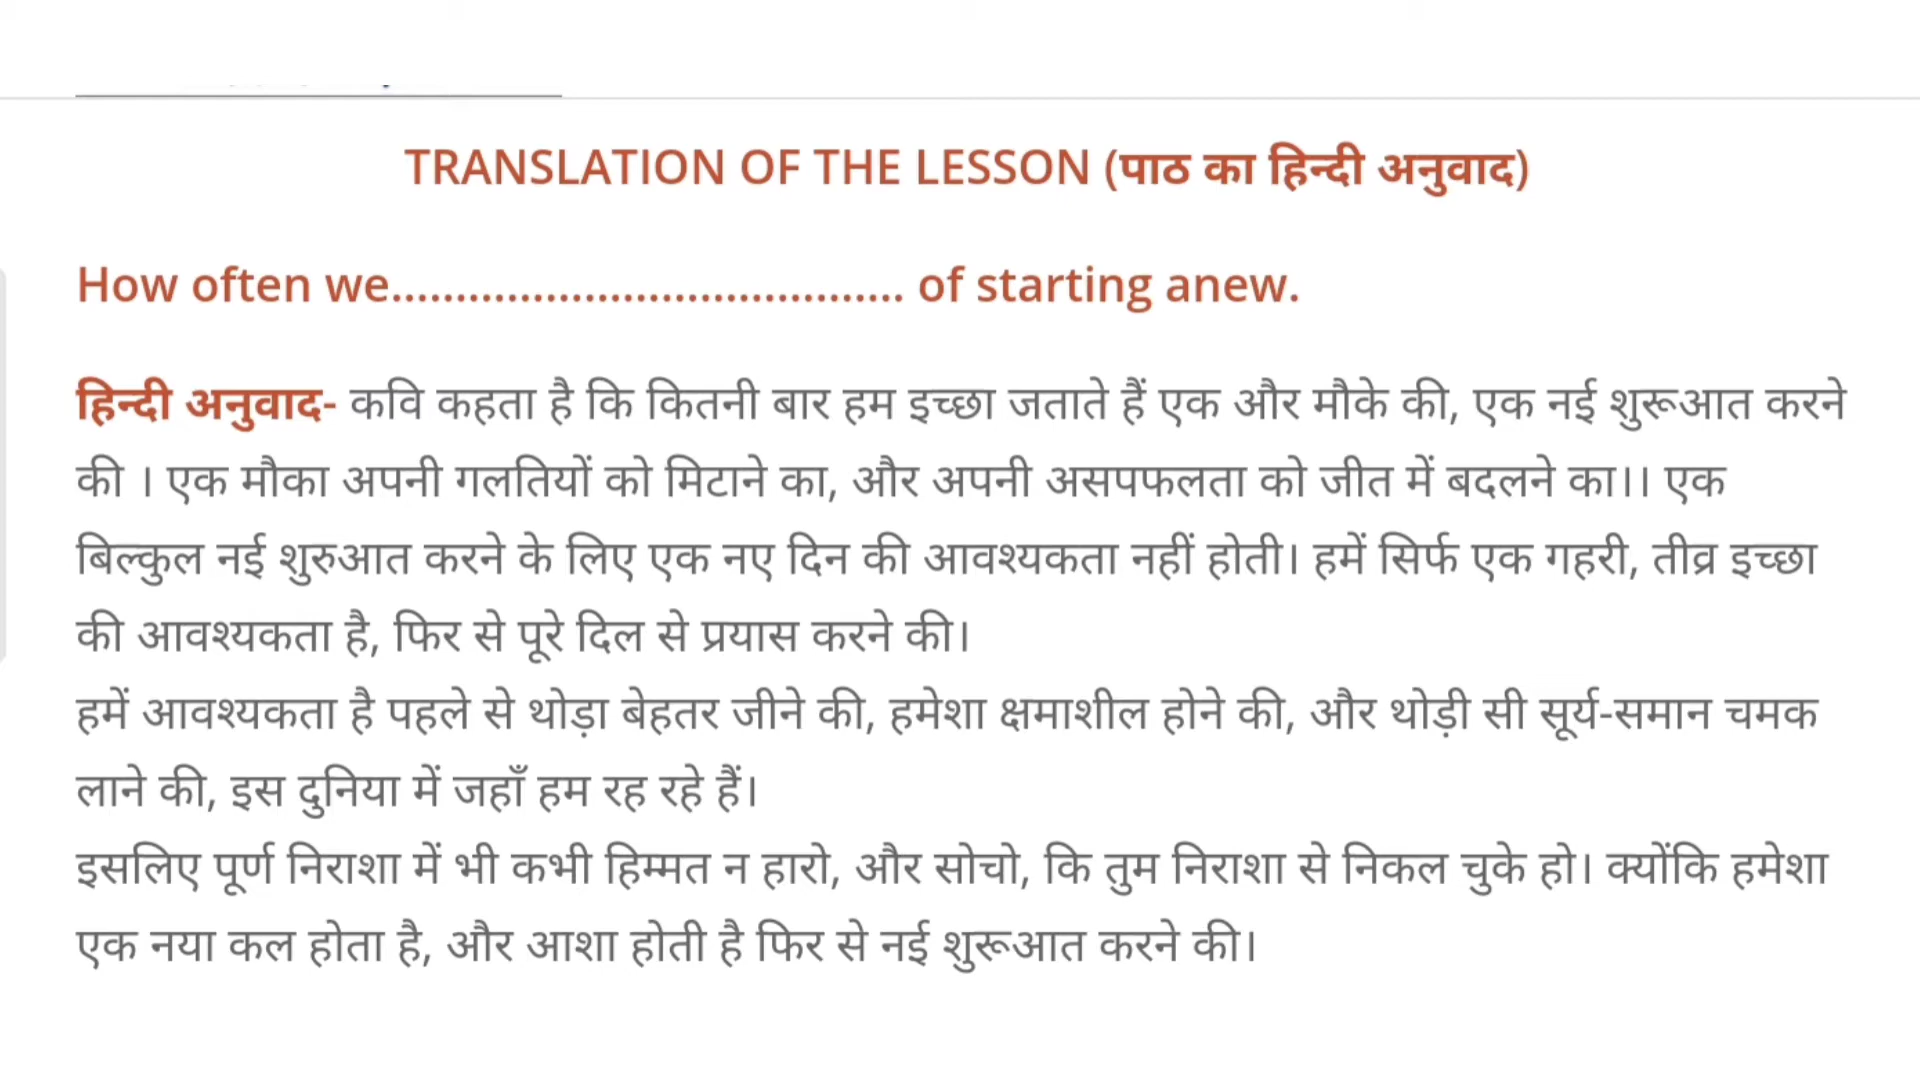 TRANSLATION OF THE LESSON (पाठ का हिन्दी अनुवाद)
How often we........................................ of starting anew.
हिन्दी अनुवाद- कवि कहता है कि कितनी बार हम इच्छा जताते हैं एक और मौके की, एक नई शुरूआत करने
की । एक मौका अपनी गलतियों को मिटाने का, और अपनी असपफलता को जीत में बदलने का।। एक
बिल्कुल नई शुरुआत करने के लिए एक नए दिन की आवश्यकता नहीं होती। हमें सिर्फ एक गहरी, तीव्र इच्छा
की आवश्यकता है, फिर से पूरे दिल से प्रयास करने की।
हमें आवश्यकता है पहले से थोड़ा बेहतर जीने की, हमेशा क्षमाशील होने की, और थोड़ी सी सूर्य-समान चमक
लाने की, इस दुनिया में जहाँ हम रह रहे हैं।
इसलिए पूर्ण निराशा में भी कभी हिम्मत न हारो, और सोचो, कि तुम निराशा से निकल चुके हो। क्योंकि हमेशा
एक नया कल होता है, और आशा होती है फिर से नई शुरूआत करने की।